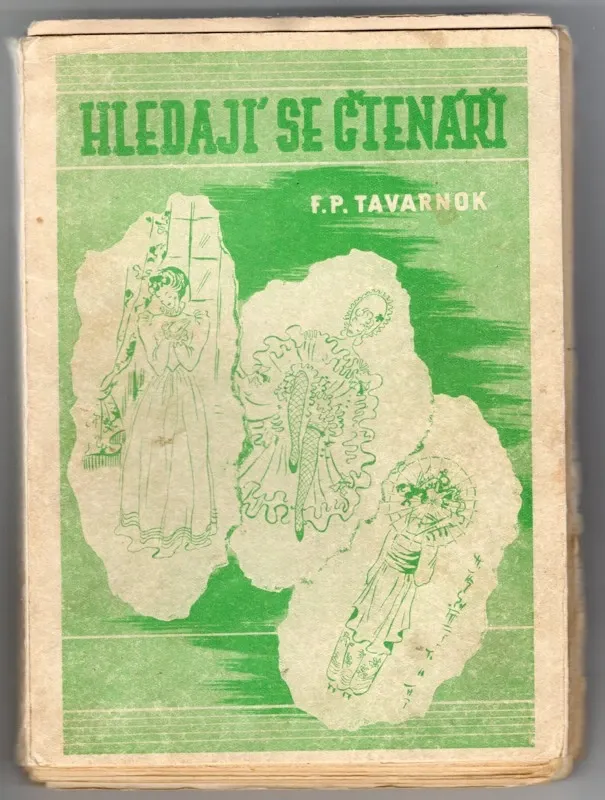 HLEDAJÍ SE ČTENÁŘI
F.P. TAVARNOK